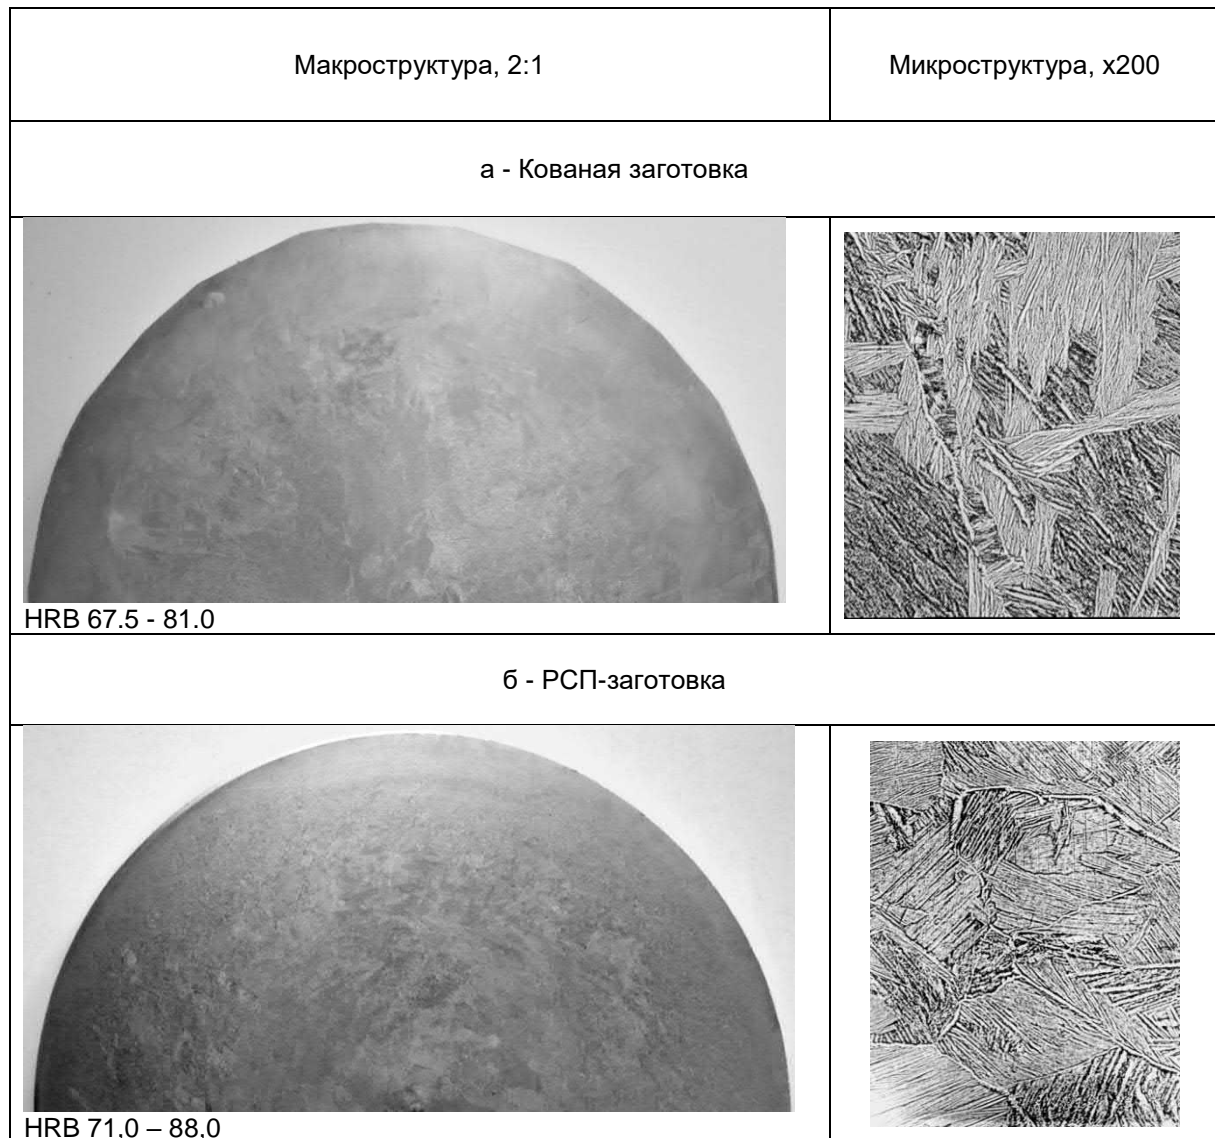 Макроструктура, 2:1
Микроструктура, х200
а - Кованая заготовка
HRB 67.5 - 81.0
б - РСП-заготовка
HRB 71,0 – 88,0